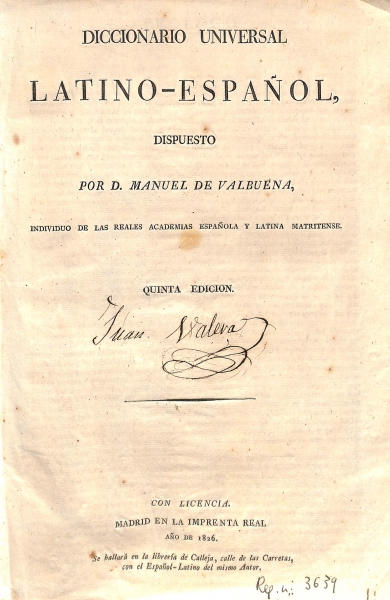 DICCIONARIO UNIVERSAL
LATINO-ESPAÑOL,
DISPUESTO
POR D. MANUEL DE VALBUENA,
INDIVIDUO DE LAS REALES ACADEMIAS ESPAÑOLA Y LATINA MATRITENSE.
QUINTA EDICION.
Juan Valera
CON LICENCIA.
MADRID EN LA IMPRENTA REAL
AÑO DE 1826.
Se hallará en la librería de Calleja, calle de las Carretas,
con el Español-Latino del mismo Autor.
Reg. n: 3639